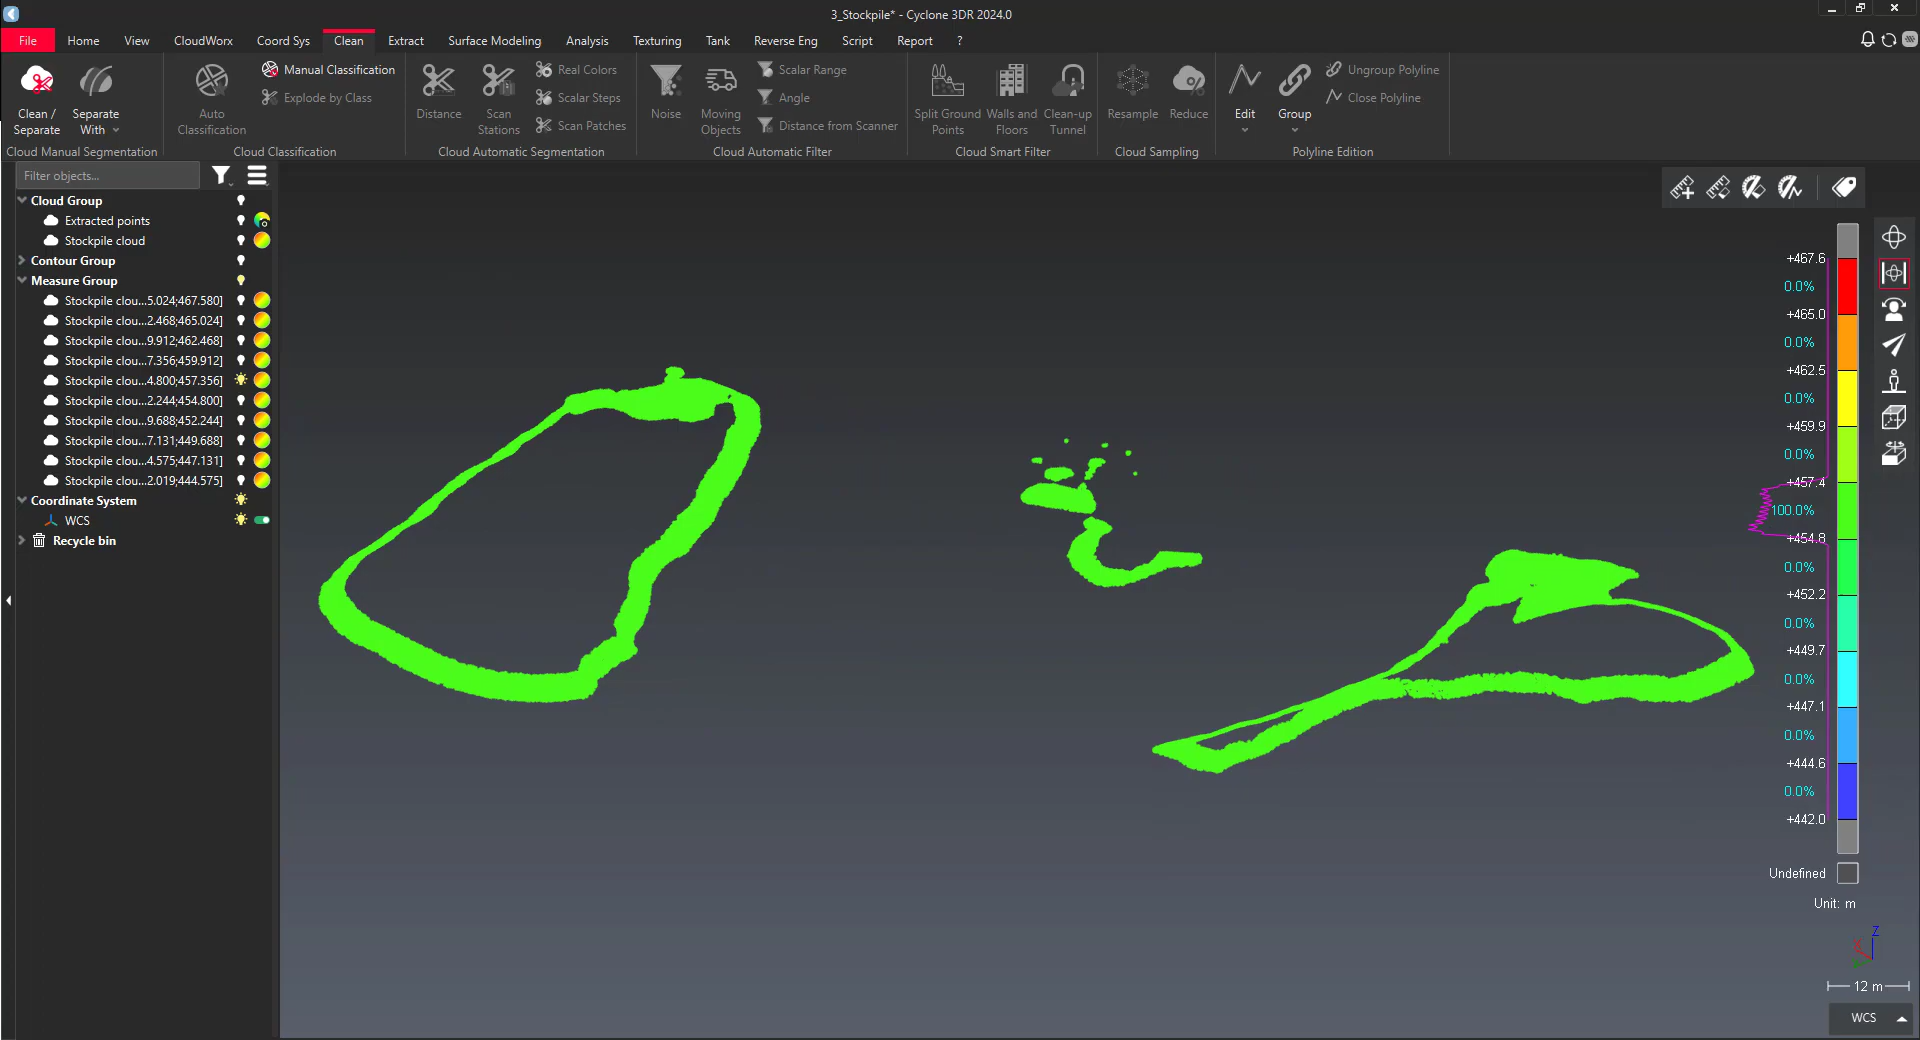 3_Stockpile* - Cyclone 3DR 2024.0
File Home View CloudWorx Coord Sys Clean Extract Surface Modeling Analysis Texturing Tank Reverse Eng Script Report ?
Clean / Separate
Separate With
Cloud Manual Segmentation
Auto Classification
Manual Classification
Explode by Class
Cloud Classification
Distance
Scan Stations
Real Colors
Scalar Steps
Scan Patches
Cloud Automatic Segmentation
Noise
Moving Objects
Scalar Range
Angle
Distance from Scanner
Cloud Automatic Filter
Split Ground Points
Walls and Floors
Clean-up Tunnel
Cloud Smart Filter
Resample
Reduce
Cloud Sampling
Edit
Group
Ungroup Polyline
Close Polyline
Polyline Edition
Filter objects...
Cloud Group
Extracted points
Stockpile cloud
Contour Group
Measure Group
Stockpile clou...5.024;467.580]
Stockpile clou...2.468;465.024]
Stockpile clou...9.912;462.468]
Stockpile clou...7.356;459.912]
Stockpile clou...4.800;457.356]
Stockpile clou...2.244;454.800]
Stockpile clou...9.688;452.244]
Stockpile clou...7.131;449.688]
Stockpile clou...4.575;447.131]
Stockpile clou...2.019;444.575]
Coordinate System
WCS
Recycle bin
+467.6
0.0%
+465.0
0.0%
+462.5
0.0%
+459.9
0.0%
+457.4
100.0%
+454.8
0.0%
+452.2
0.0%
+449.7
0.0%
+447.1
0.0%
+444.6
0.0%
+442.0
Undefined
Unit: m
Z
12 m
WCS